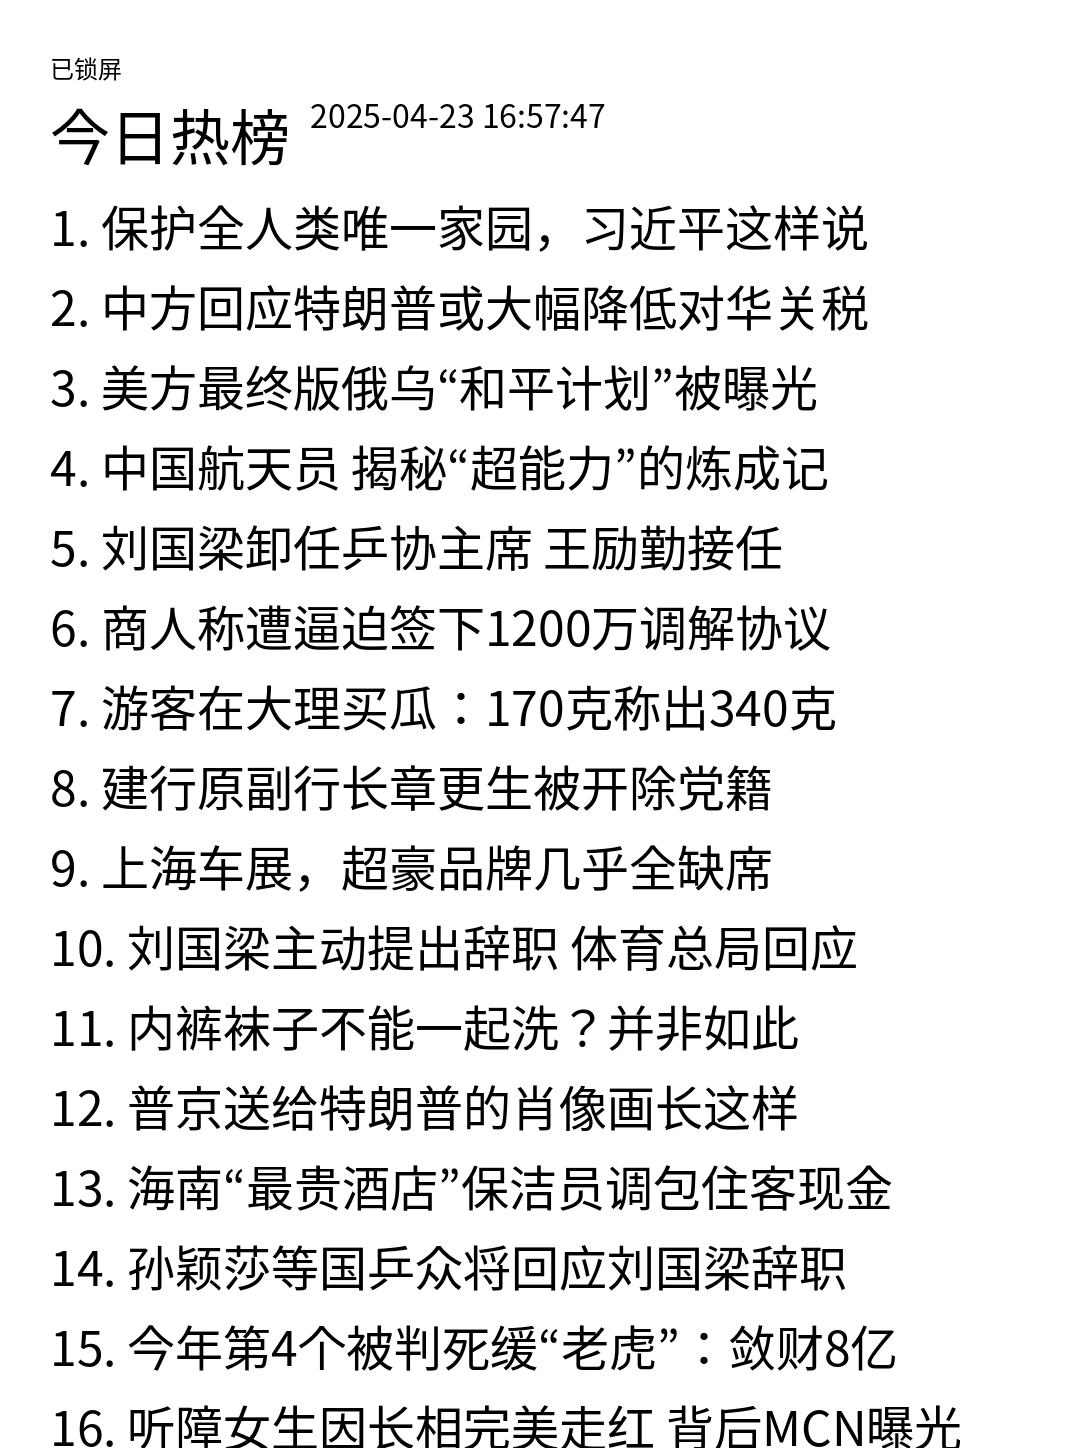 已锁屏
今日热榜 2025-04-23 16:57:47
1. 保护全人类唯一家园，习近平这样说
2. 中方回应特朗普或大幅降低对华关税
3. 美方最终版俄乌“和平计划”被曝光
4. 中国航天员 揭秘“超能力”的炼成记
5. 刘国梁卸任乒协主席 王励勤接任
6. 商人称遭逼迫签下1200万调解协议
7. 游客在大理买瓜：170克称出340克
8. 建行原副行长章更生被开除党籍
9. 上海车展，超豪品牌几乎全缺席
10. 刘国梁主动提出辞职 体育总局回应
11. 内裤袜子不能一起洗？并非如此
12. 普京送给特朗普的肖像画长这样
13. 海南“最贵酒店”保洁员调包住客现金
14. 孙颖莎等国乒众将回应刘国梁辞职
15. 今年第4个被判死缓“老虎”：敛财8亿
16. 听障女生因长相完美走红 背后MCN曝光